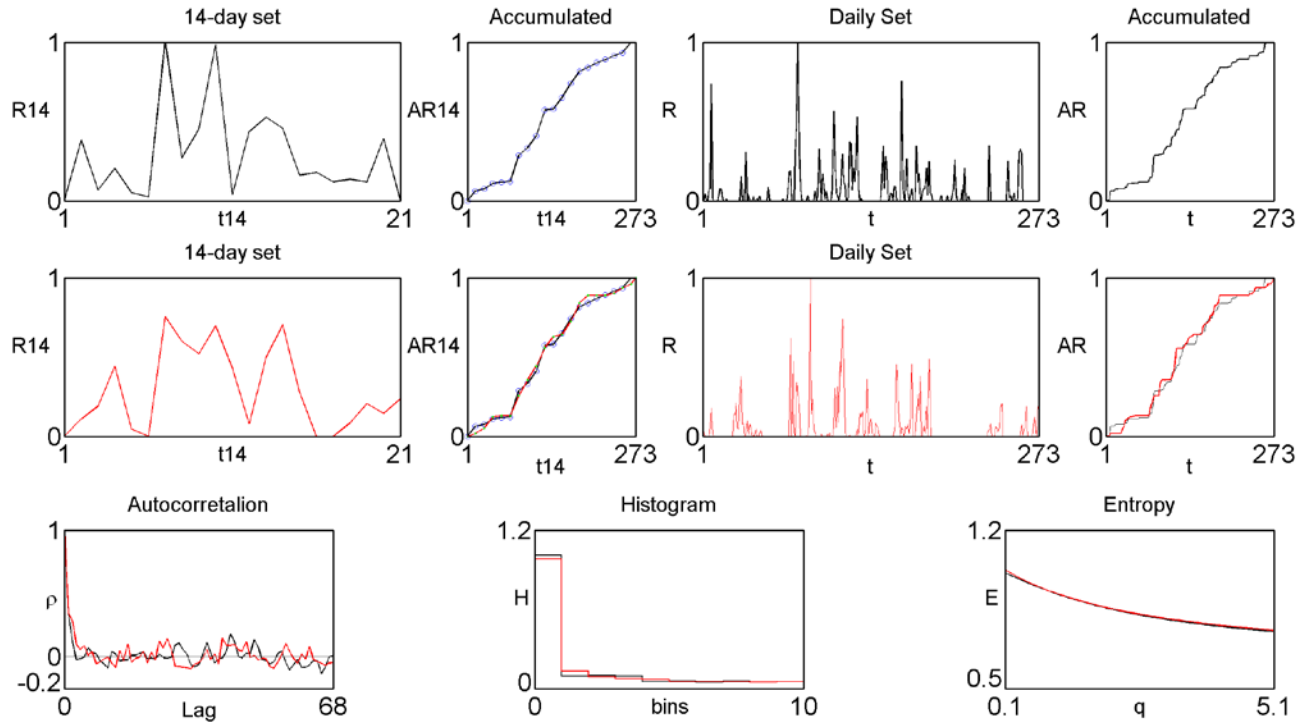 14-day set
Accumulated
Daily Set
Accumulated
1
R14
0
1
t14
21
1
AR14
0
1
t14
273
1
R
0
1
t
273
1
AR
0
1
t
273
14-day set
Daily Set
1
R14
0
1
t14
21
1
AR14
0
1
t14
273
1
R
0
1
t
273
1
AR
0
1
t
273
Autocorretalion
Histogram
Entropy
1
ρ
0
-0.2
0
Lag
68
1.2
H
0
0
bins
10
1.2
E
0.5
0.1
q
5.1